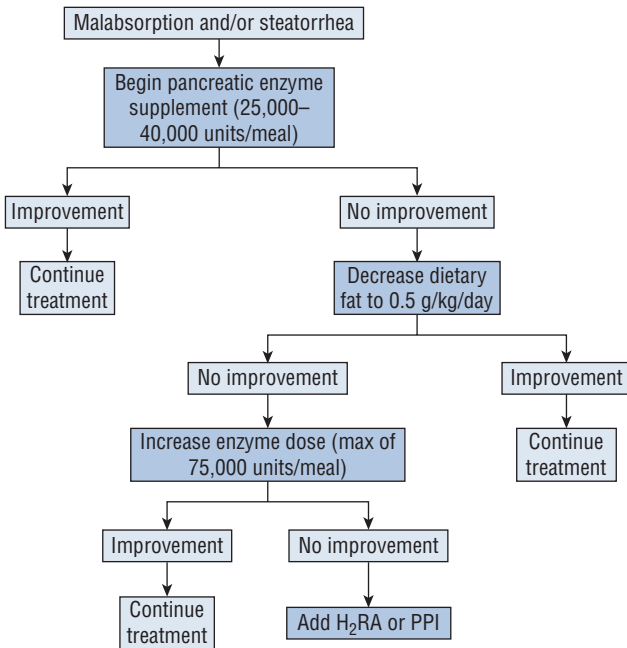 Malabsorption and/or steatorrhea
Begin pancreatic enzyme
supplement (25,000–
40,000 units/meal)
Improvement
No improvement
Continue
treatment
Decrease dietary
fat to 0.5 g/kg/day
No improvement
Improvement
Increase enzyme dose (max of
75,000 units/meal)
Continue
treatment
Improvement
No improvement
Continue
treatment
Add H₂RA or PPI